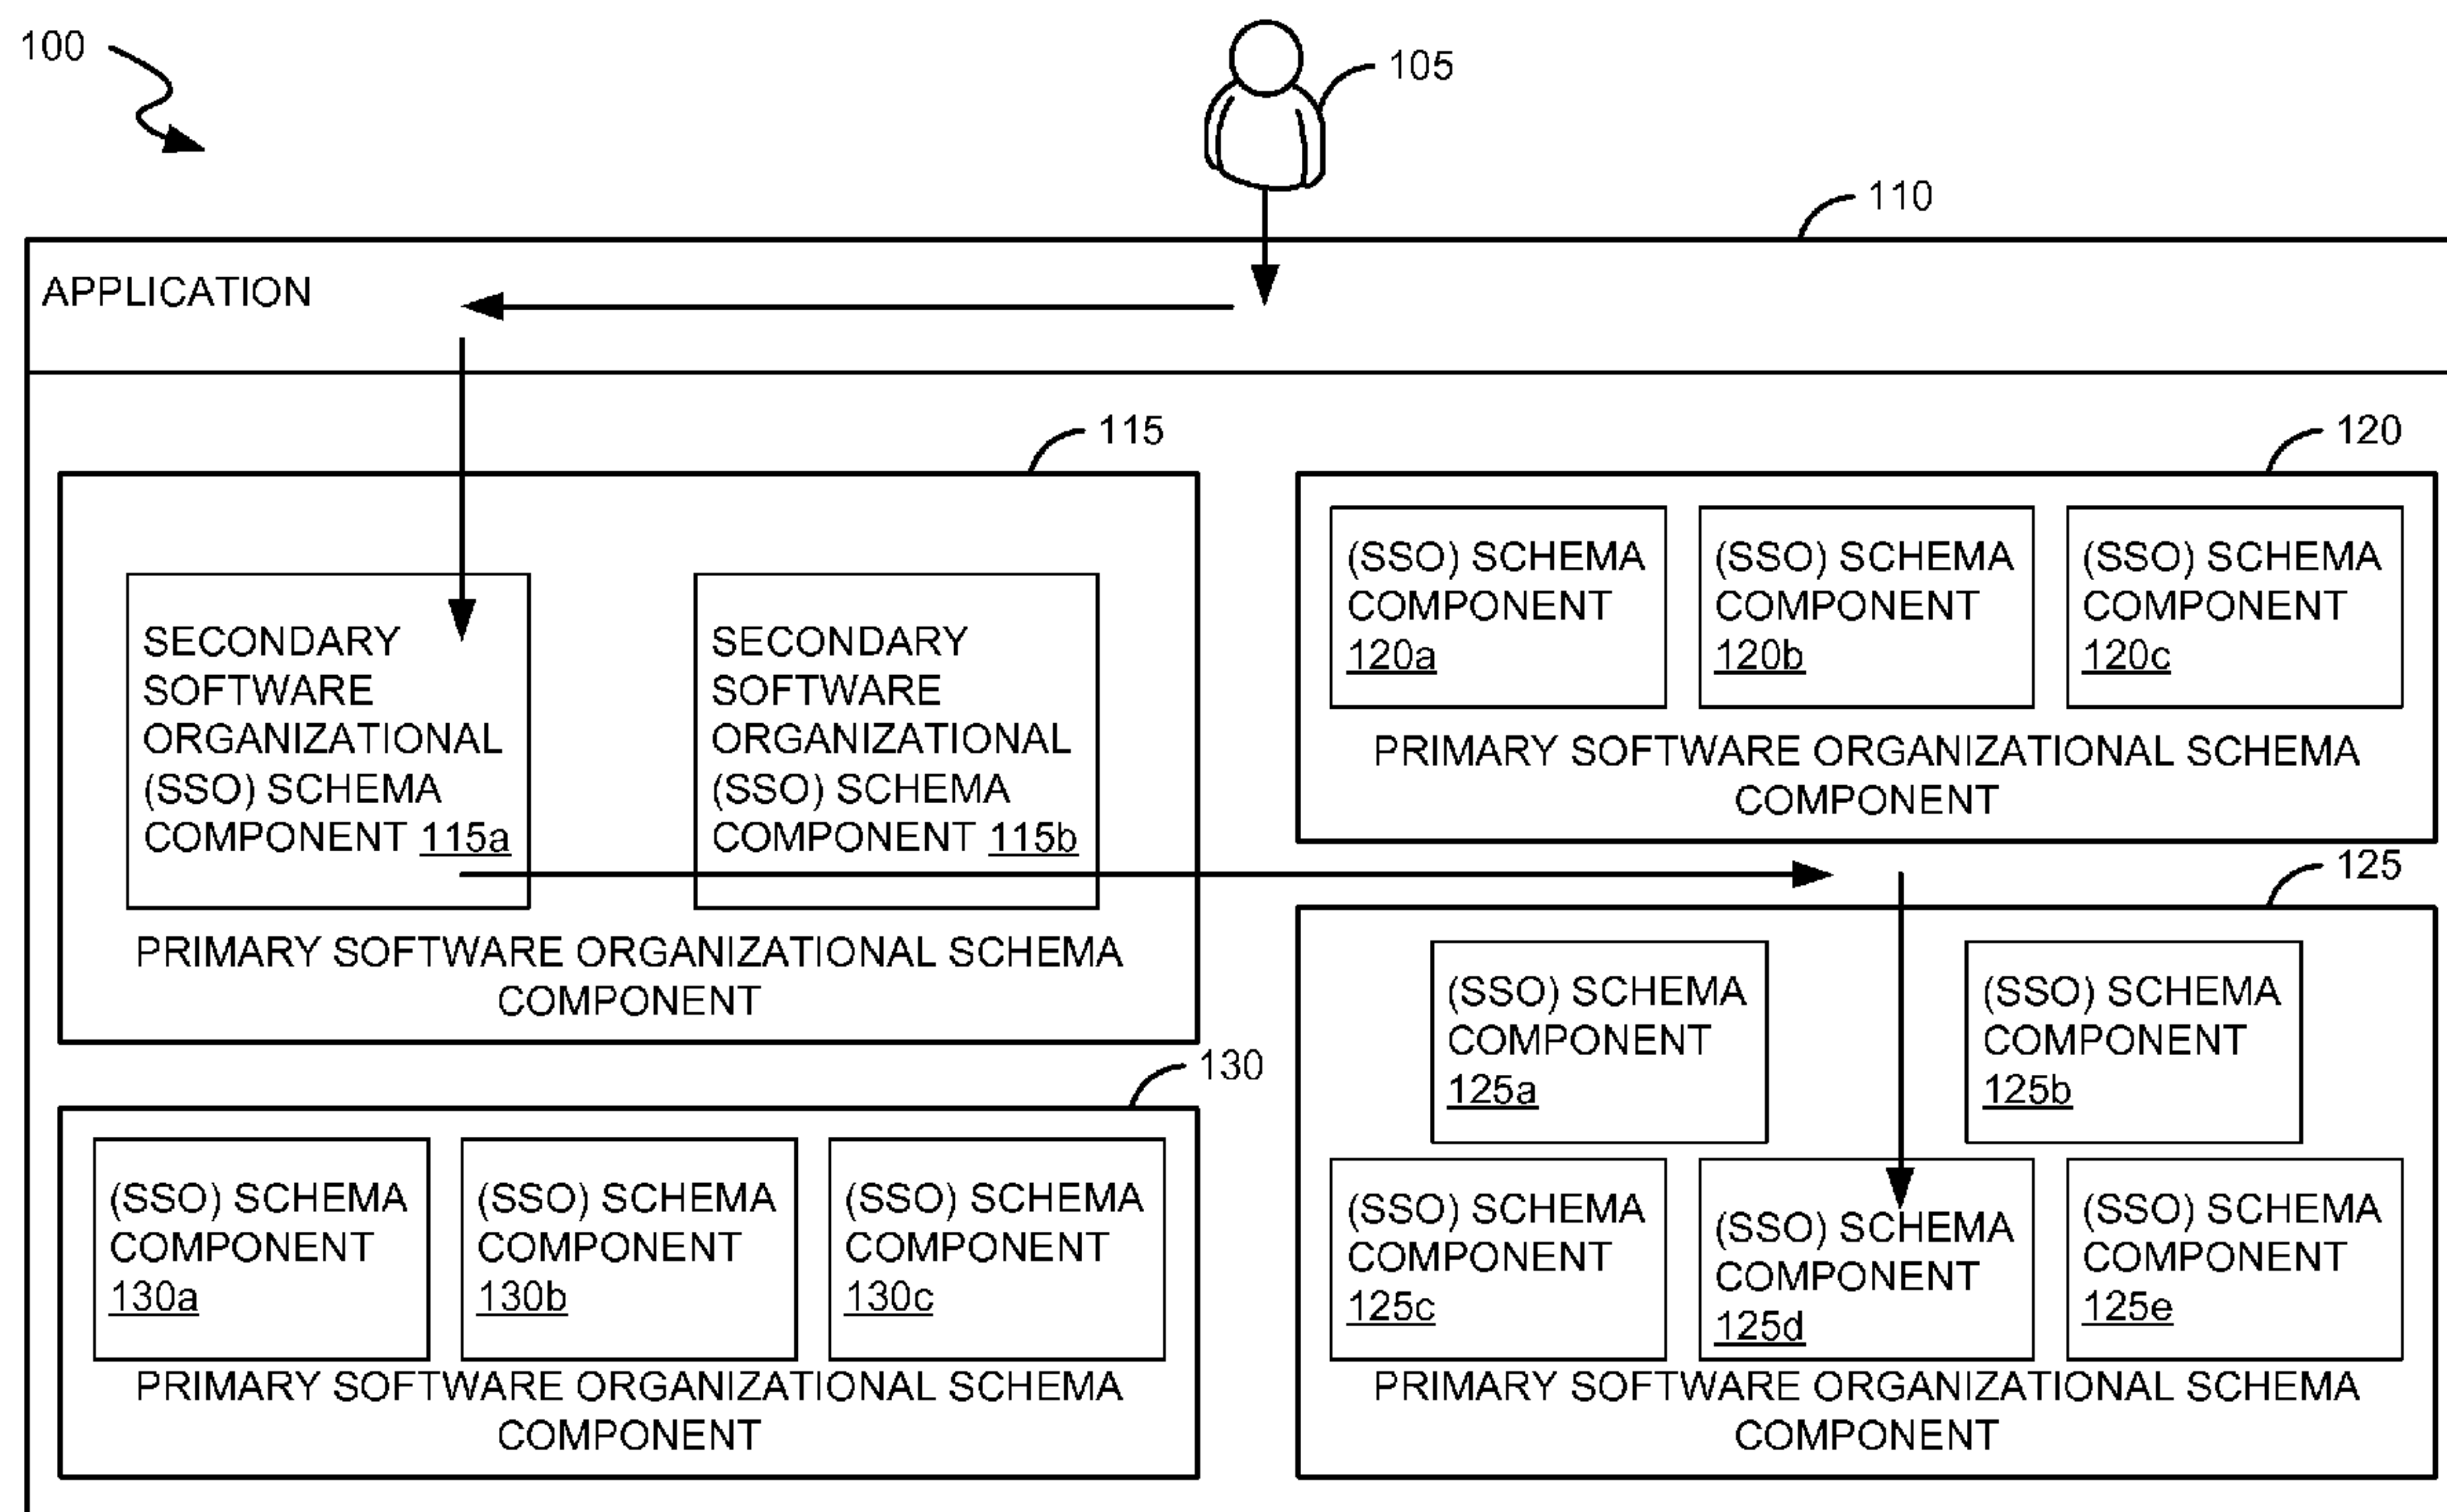 100
105
110
APPLICATION
115
SECONDARY
SOFTWARE
ORGANIZATIONAL
(SSO) SCHEMA
COMPONENT 115a
SECONDARY
SOFTWARE
ORGANIZATIONAL
(SSO) SCHEMA
COMPONENT 115b
PRIMARY SOFTWARE ORGANIZATIONAL SCHEMA
COMPONENT
120
(SSO) SCHEMA
COMPONENT
120a
(SSO) SCHEMA
COMPONENT
120b
(SSO) SCHEMA
COMPONENT
120c
PRIMARY SOFTWARE ORGANIZATIONAL SCHEMA
COMPONENT
125
(SSO) SCHEMA
COMPONENT
125a
(SSO) SCHEMA
COMPONENT
125b
(SSO) SCHEMA
COMPONENT
125c
(SSO) SCHEMA
COMPONENT
125d
(SSO) SCHEMA
COMPONENT
125e
PRIMARY SOFTWARE ORGANIZATIONAL SCHEMA
COMPONENT
130
(SSO) SCHEMA
COMPONENT
130a
(SSO) SCHEMA
COMPONENT
130b
(SSO) SCHEMA
COMPONENT
130c
PRIMARY SOFTWARE ORGANIZATIONAL SCHEMA
COMPONENT